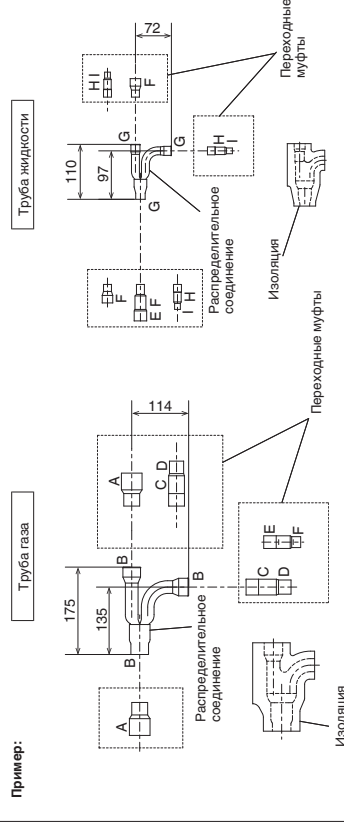 Пример:
Труба газа
175
135
B
B
B
A
A
C D
114
C
D
E
F
Распределительное
соединение
Переходные муфты
Изоляция
Труба жидкости
110
97
72
G
G
G
H I
F
H
I
F
E F
I H
Распределительное
соединение
Переходные
муфты
Изоляция